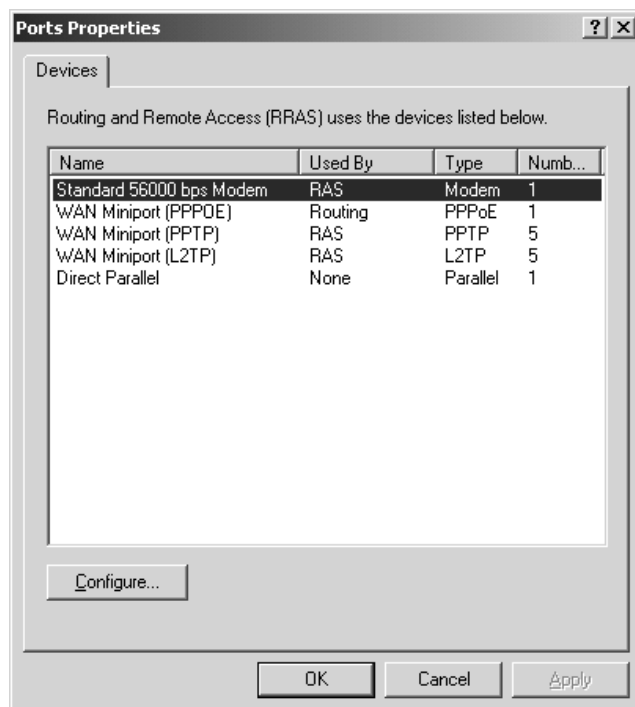 Ports Properties
Devices
Routing and Remote Access (RRAS) uses the devices listed below.
Name Used By Type Numb...
Standard 56000 bps Modem RAS Modem 1
WAN Miniport (PPPOE) Routing PPPoE 1
WAN Miniport (PPTP) RAS PPTP 5
WAN Miniport (L2TP) RAS L2TP 5
Direct Parallel None Parallel 1
Configure...
OK Cancel Apply